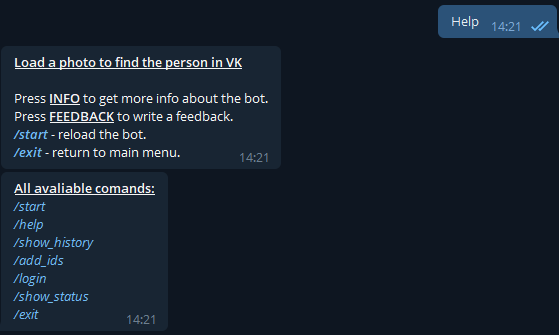 Help 14:21
Load a photo to find the person in VK
Press INFO to get more info about the bot.
Press FEEDBACK to write a feedback.
/start - reload the bot.
/exit - return to main menu.
14:21
All avaliable comands:
/start
/help
/show_history
/add_ids
/login
/show_status
/exit
14:21